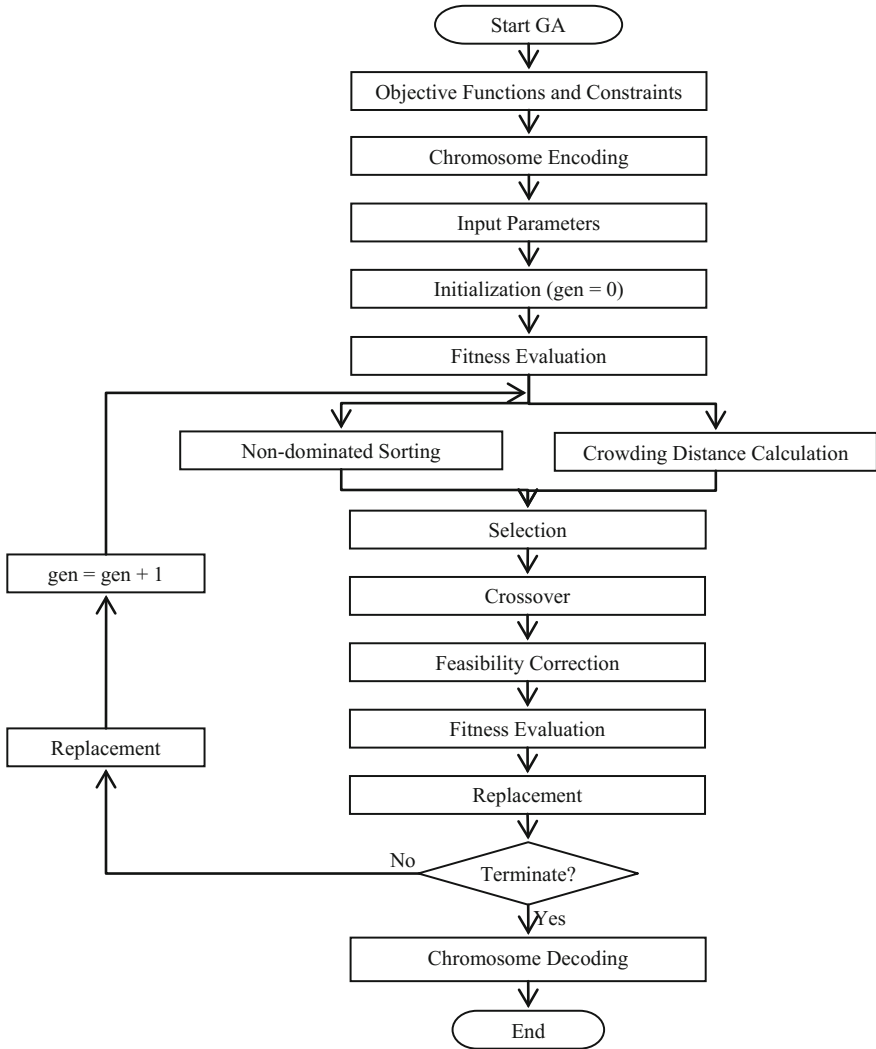 Start GA
Objective Functions and Constraints
Chromosome Encoding
Input Parameters
Initialization (gen = 0)
Fitness Evaluation
Non-dominated Sorting
Crowding Distance Calculation
Selection
gen = gen + 1
Crossover
Feasibility Correction
Fitness Evaluation
Replacement
Replacement
No
Terminate?
Yes
Chromosome Decoding
End